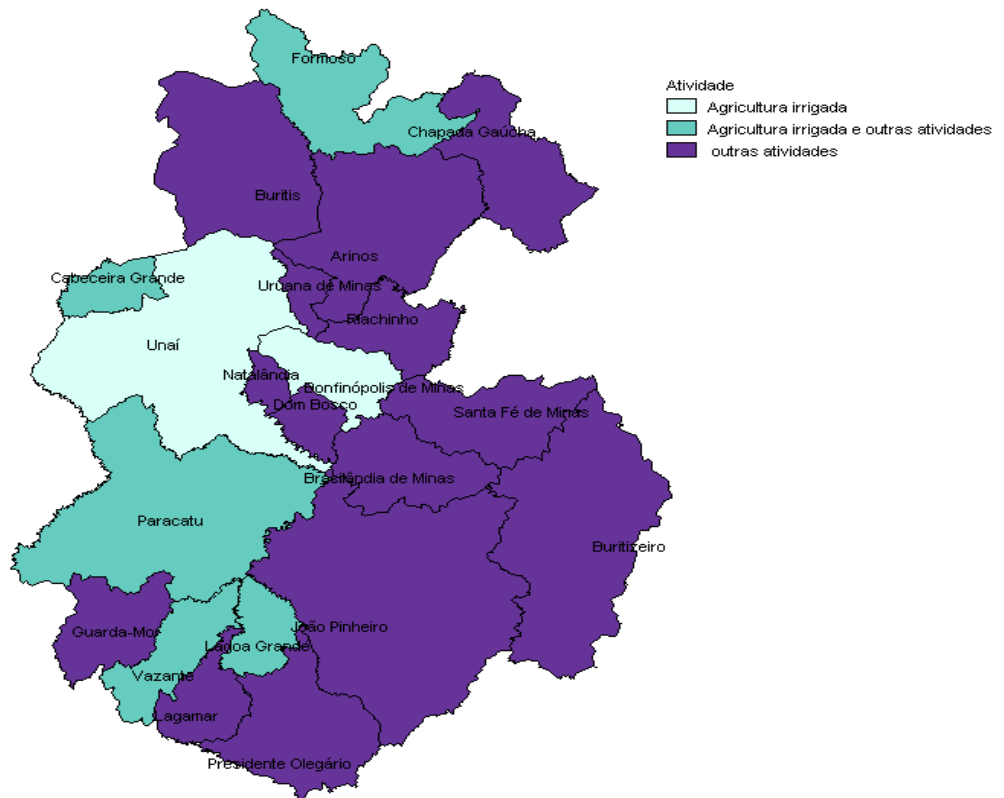 Formoso
Atividade
Agricultura irrigada
Agricultura irrigada e outras atividades
outras atividades
Chapada Gaúcha
Buritis
Arinos
Cabeceira Grande
Uruana de Minas
Riachinho
Unaí
Natalândia
Bonfinópolis de Minas
Dom Bosco
Santa Fé de Minas
Brasilândia de Minas
Paracatu
Buritizeiro
Guarda-Mor
João Pinheiro
Lagoa Grande
Vazante
Lagamar
Presidente Olegário